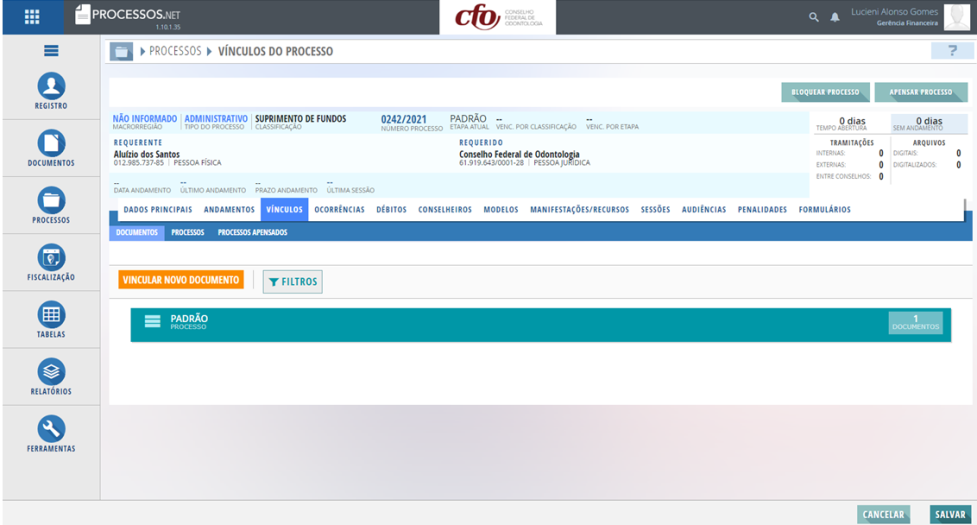 PROCESSOS.NET
1.10.1.35
cfo
CONSELHO
FEDERAL DE
ODONTOLOGIA
Lucieni Alonso Gomes
Gerência Financeira
PROCESSOS VÍNCULOS DO PROCESSO
?
REGISTRO
DOCUMENTOS
PROCESSOS
FISCALIZAÇÃO
TABELAS
RELATÓRIOS
FERRAMENTAS
BLOQUEAR PROCESSO APENSAR PROCESSO
NÃO INFORMADO ADMINISTRATIVO SUPRIMENTO DE FUNDOS 0242/2021 PADRÃO -- --
MACRORREGIÃO TIPO DO PROCESSO CLASSIFICAÇÃO NÚMERO PROCESSO ETAPA ATUAL VENC. POR CLASSIFICAÇÃO VENC. POR ETAPA
0 dias 0 dias
TEMPO ABERTURA SEM ANDAMENTO
REQUERENTE REQUERIDO
Aluízio dos Santos Conselho Federal de Odontologia
012.985.737-85 | PESSOA FÍSICA 61.919.643/0001-28 | PESSOA JURÍDICA
TRAMITAÇÕES ARQUIVOS
INTERNAS: 0 DIGITAIS: 0
EXTERNAS: 0 DIGITALIZADOS: 0
ENTRE CONSELHOS: 0
-- -- -- --
DATA ANDAMENTO ÚLTIMO ANDAMENTO PRAZO ANDAMENTO ÚLTIMA SESSÃO
DADOS PRINCIPAIS ANDAMENTOS VÍNCULOS OCORRÊNCIAS DÉBITOS CONSELHEIROS MODELOS MANIFESTAÇÕES/RECURSOS SESSÕES AUDIÊNCIAS PENALIDADES FORMULÁRIOS
DOCUMENTOS PROCESSOS PROCESSOS APENSADOS
VINCULAR NOVO DOCUMENTO FILTROS
PADRÃO
PROCESSO
1
DOCUMENTOS
CANCELAR SALVAR